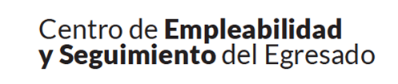 Centro de Empleabilidad
y Seguimiento del Egresado